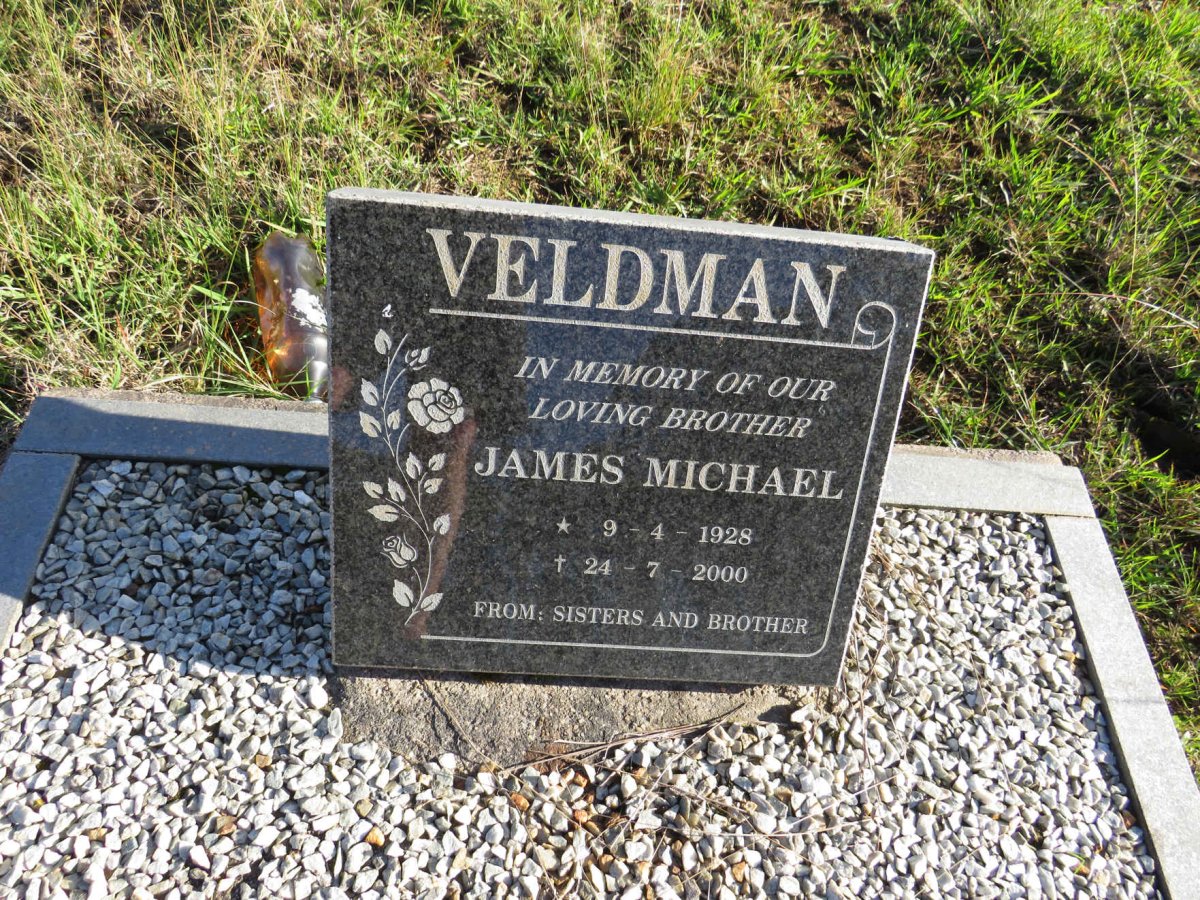 VELDMAN
IN MEMORY OF OUR
LOVING BROTHER
JAMES MICHAEL
★ 9 - 4 - 1928
† 24 - 7 - 2000
FROM: SISTERS AND BROTHER